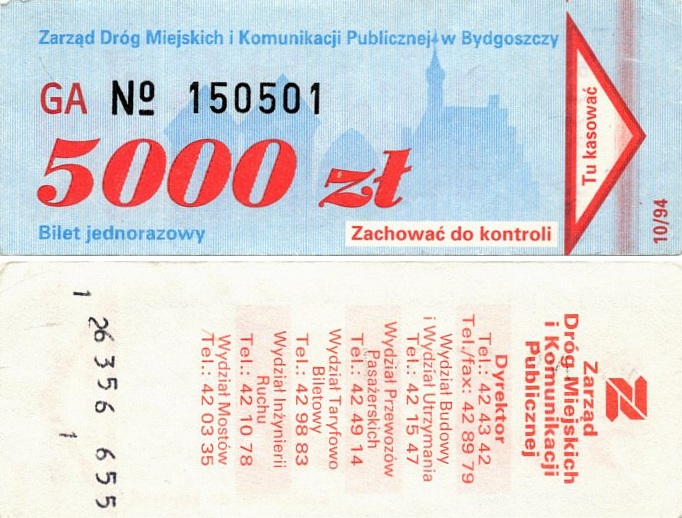 Zarząd Dróg Miejskich i Komunikacji Publicznej w Bydgoszczy
GA № 150501
5000 zł
Bilet jednorazowy
Zachować do kontroli
Tu kasować
10/94
Zarząd
Dróg Miejskich
i Komunikacji
Publicznej
Dyrektor
Tel.: 42 43 42
Tel./fax: 42 89 79
Wydział Budowy
i Wydział Utrzymania
Tel.: 42 15 47
Wydział Przewozów
Pasażerskich
Tel.: 42 49 14
Wydział Taryfowo
Biletowy
Tel.: 42 98 83
Wydział Inżynierii
Ruchu
Tel.: 42 10 78
Wydział Mostów
Tel.: 42 03 35
1 26 356 655
1